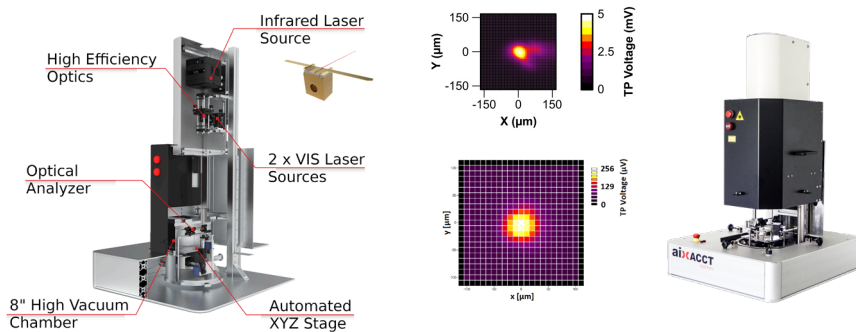 Infrared Laser
Source
High Efficiency
Optics
2 x VIS Laser
Sources
Optical
Analyzer
8" High Vacuum
Chamber
Automated
XYZ Stage
150
0
-150
Y (µm)
-150
0
150
X (µm)
5
2.5
0
TP Voltage (mV)
256
129
0
TP Voltage (µV)
y [µm]
x [µm]
aixACCT